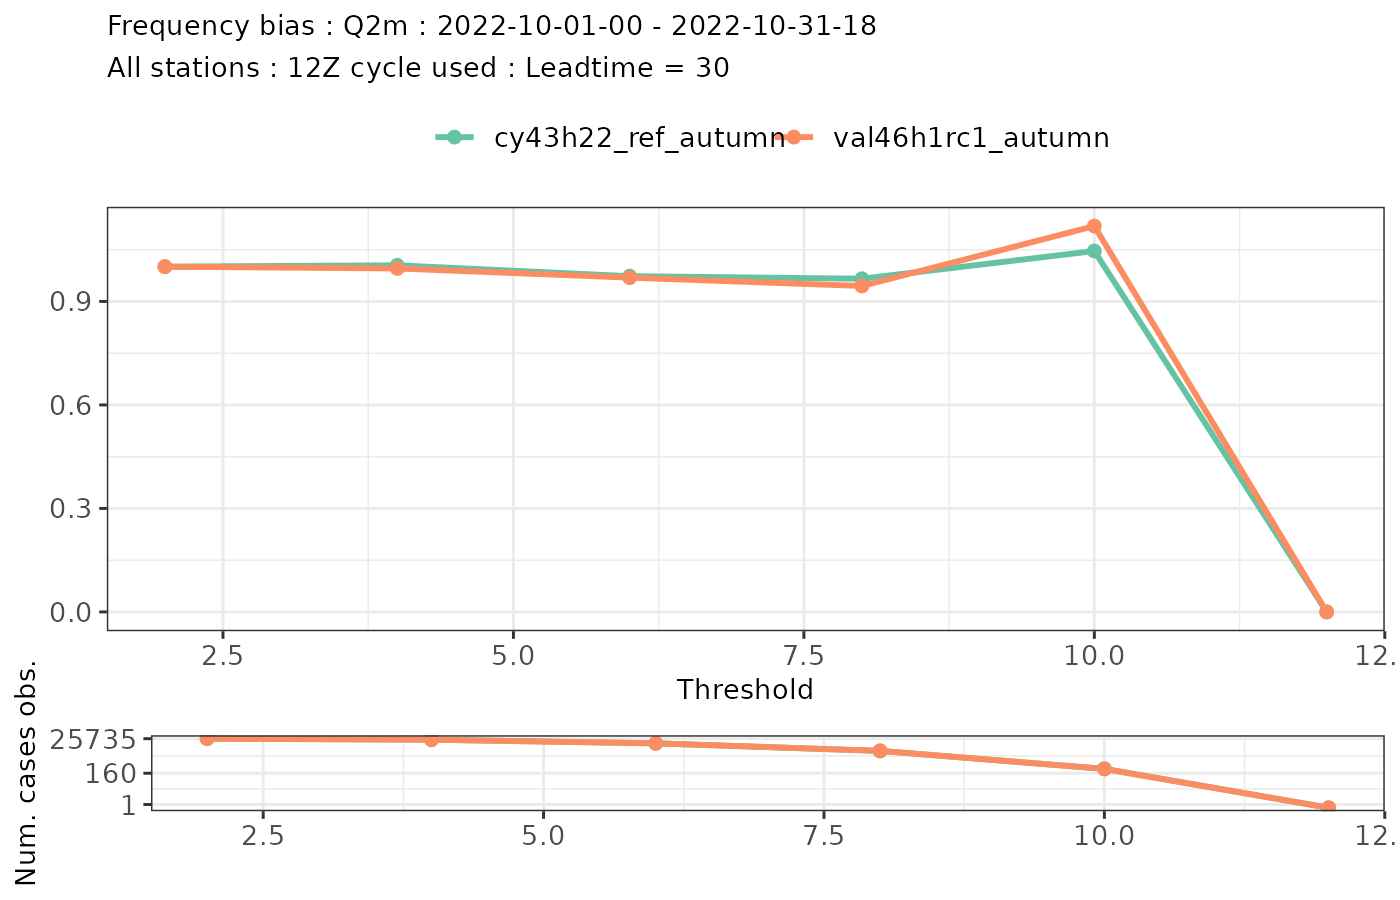 Frequency bias : Q2m : 2022-10-01-00 - 2022-10-31-18
All stations : 12Z cycle used : Leadtime = 30
cy43h22_ref_autumn val46h1rc1_autumn
0.9
0.6
0.3
0.0
2.5 5.0 7.5 10.0 12.
Threshold
Num. cases obs.
25735
160
1
2.5 5.0 7.5 10.0 12.